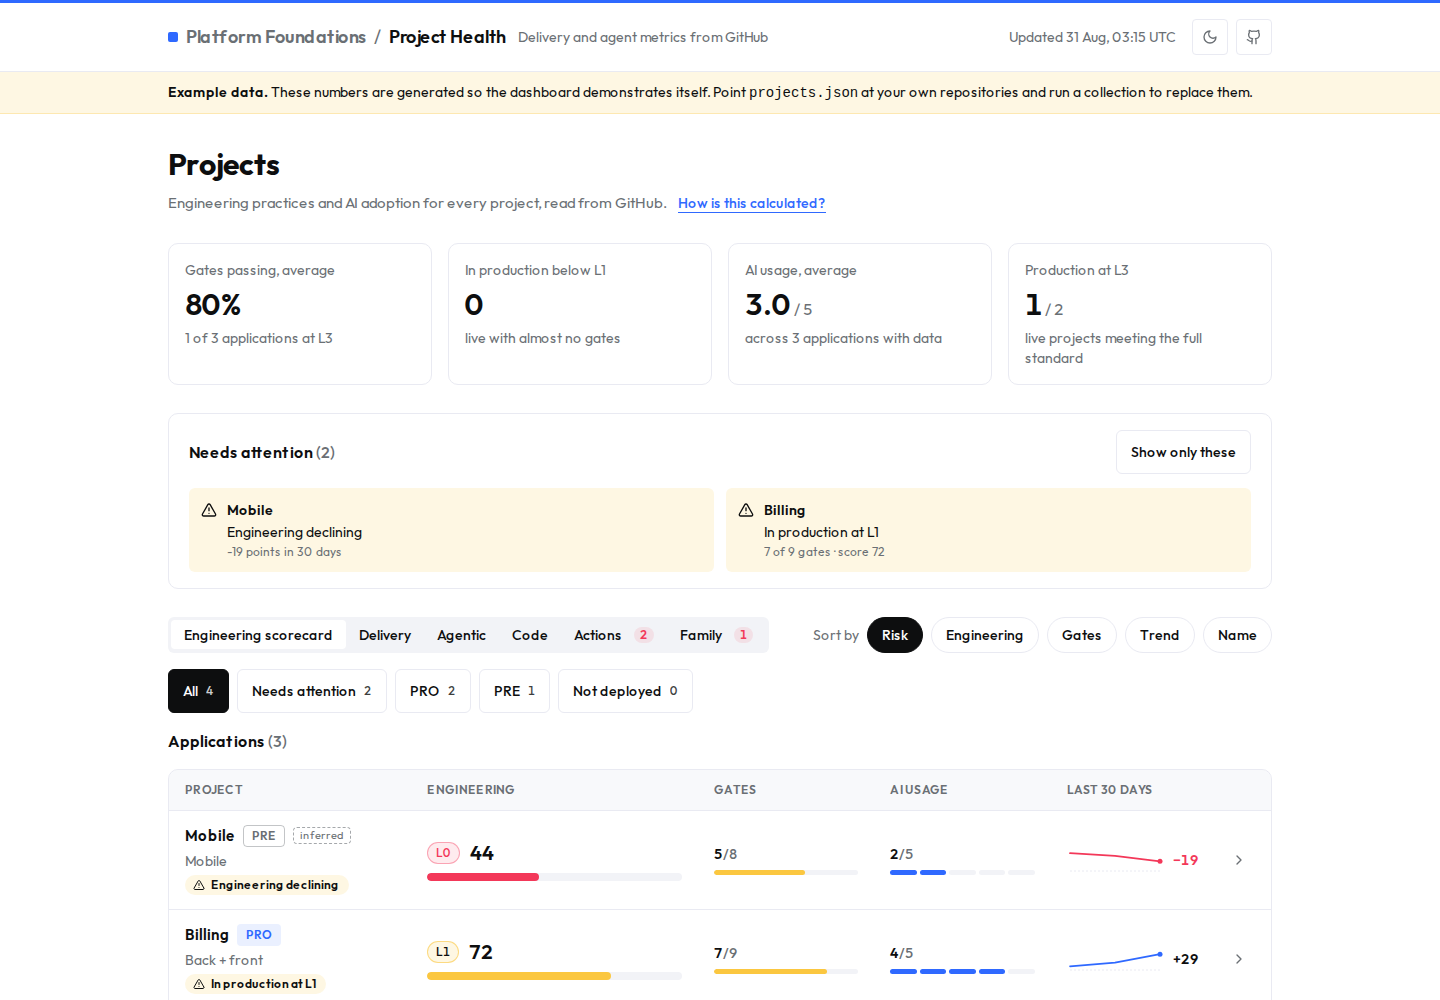 Platform Foundations / Project Health Delivery and agent metrics from GitHub Updated 31 Aug, 03:15 UTC
Example data. These numbers are generated so the dashboard demonstrates itself. Point projects.json at your own repositories and run a collection to replace them.
Projects
Engineering practices and AI adoption for every project, read from GitHub. How is this calculated?
Gates passing, average
80%
1 of 3 applications at L3
In production below L1
0
live with almost no gates
AI usage, average
3.0 / 5
across 3 applications with data
Production at L3
1 / 2
live projects meeting the full
standard
Needs attention (2)
Show only these
Mobile
Engineering declining
-19 points in 30 days
Billing
In production at L1
7 of 9 gates · score 72
Engineering scorecard Delivery Agentic Code Actions 2 Family 1
Sort by Risk Engineering Gates Trend Name
All 4 Needs attention 2 PRO 2 PRE 1 Not deployed 0
Applications (3)
PROJECT ENGINEERING GATES AI USAGE LAST 30 DAYS
Mobile PRE inferred
Mobile
Engineering declining
L0 44
5/8
2/5
−19
Billing PRO
Back + front
In production at L1
L1 72
7/9
4/5
+29